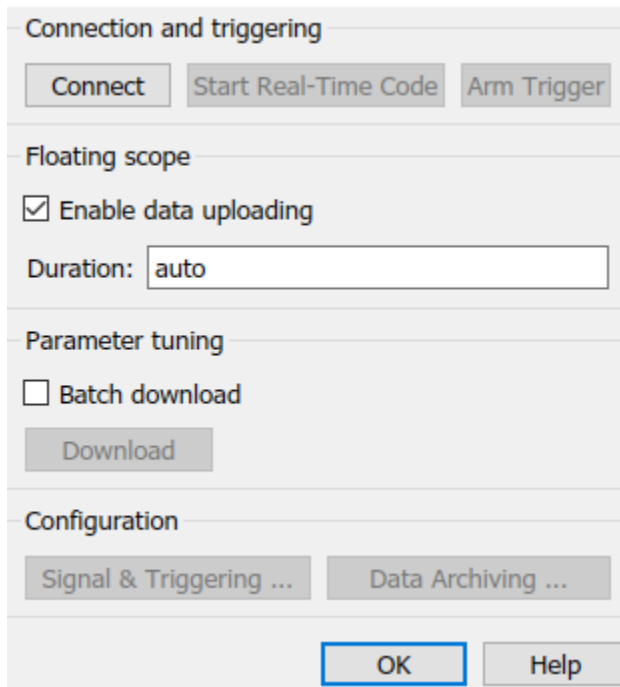 Connection and triggering
Connect Start Real-Time Code Arm Trigger
Floating scope
Enable data uploading
Duration: auto
Parameter tuning
Batch download
Download
Configuration
Signal & Triggering ... Data Archiving ...
OK Help